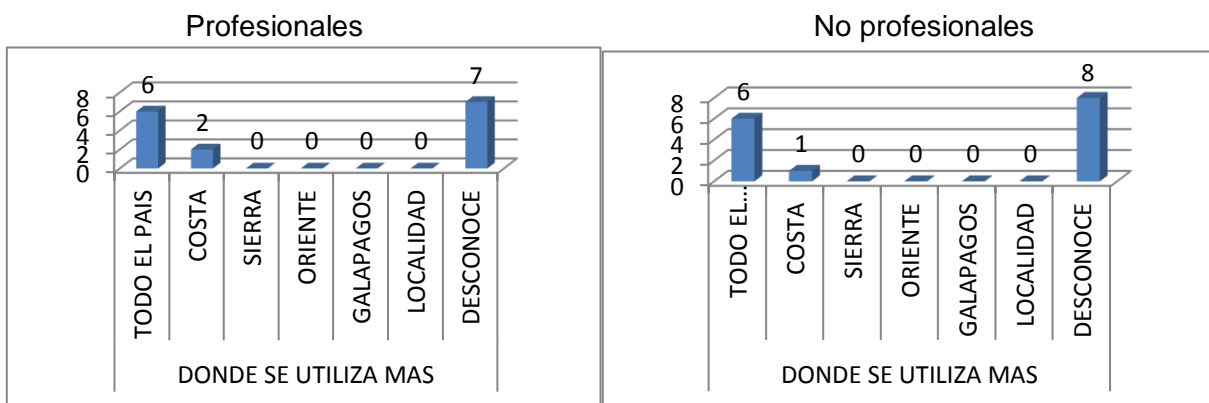 Profesionales
6 2 0 0 0 0 7
8
6
4
2
0
TODO EL PAIS
COSTA
SIERRA
ORIENTE
GALAPAGOS
LOCALIDAD
DESCONOCE
DONDE SE UTILIZA MAS
No profesionales
6 1 0 0 0 0 8
8
6
4
2
0
TODO EL...
COSTA
SIERRA
ORIENTE
GALAPAGOS
LOCALIDAD
DESCONOCE
DONDE SE UTILIZA MAS